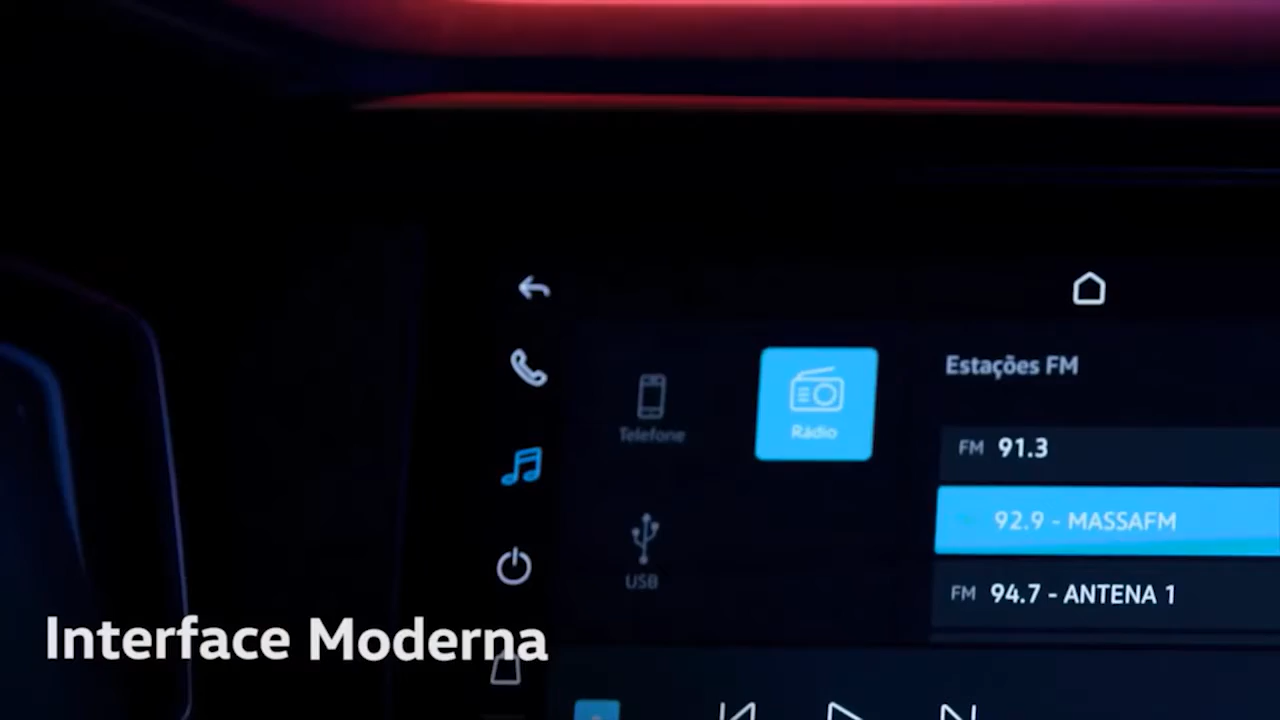 Estações FM
Telefone
Rádio
FM 91.3
92.9 - MASSAFM
USB
FM 94.7 - ANTENA 1
Interface Moderna